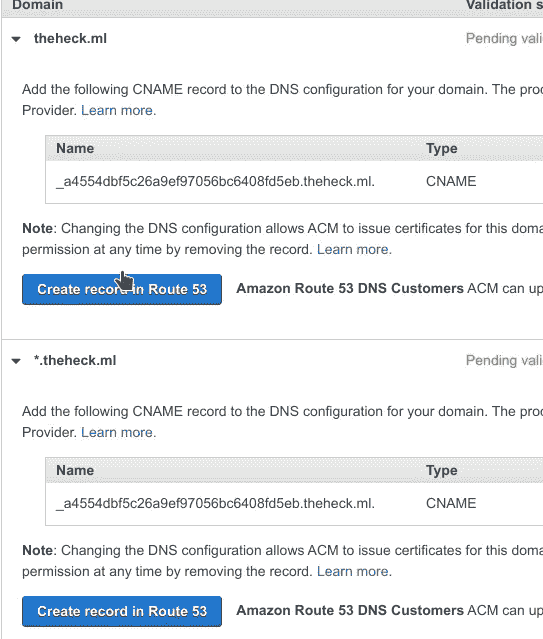 Domain Validation s
theheck.ml Pending vali
Add the following CNAME record to the DNS configuration for your domain. The proc
Provider. Learn more.
Name Type
_a4554dbf5c26a9ef97056bc6408fd5eb.theheck.ml. CNAME
Note: Changing the DNS configuration allows ACM to issue certificates for this doma
permission at any time by removing the record. Learn more.
Create record in Route 53 Amazon Route 53 DNS Customers ACM can up
*.theheck.ml Pending vali
Add the following CNAME record to the DNS configuration for your domain. The proc
Provider. Learn more.
Name Type
_a4554dbf5c26a9ef97056bc6408fd5eb.theheck.ml. CNAME
Note: Changing the DNS configuration allows ACM to issue certificates for this doma
permission at any time by removing the record. Learn more.
Create record in Route 53 Amazon Route 53 DNS Customers ACM can up